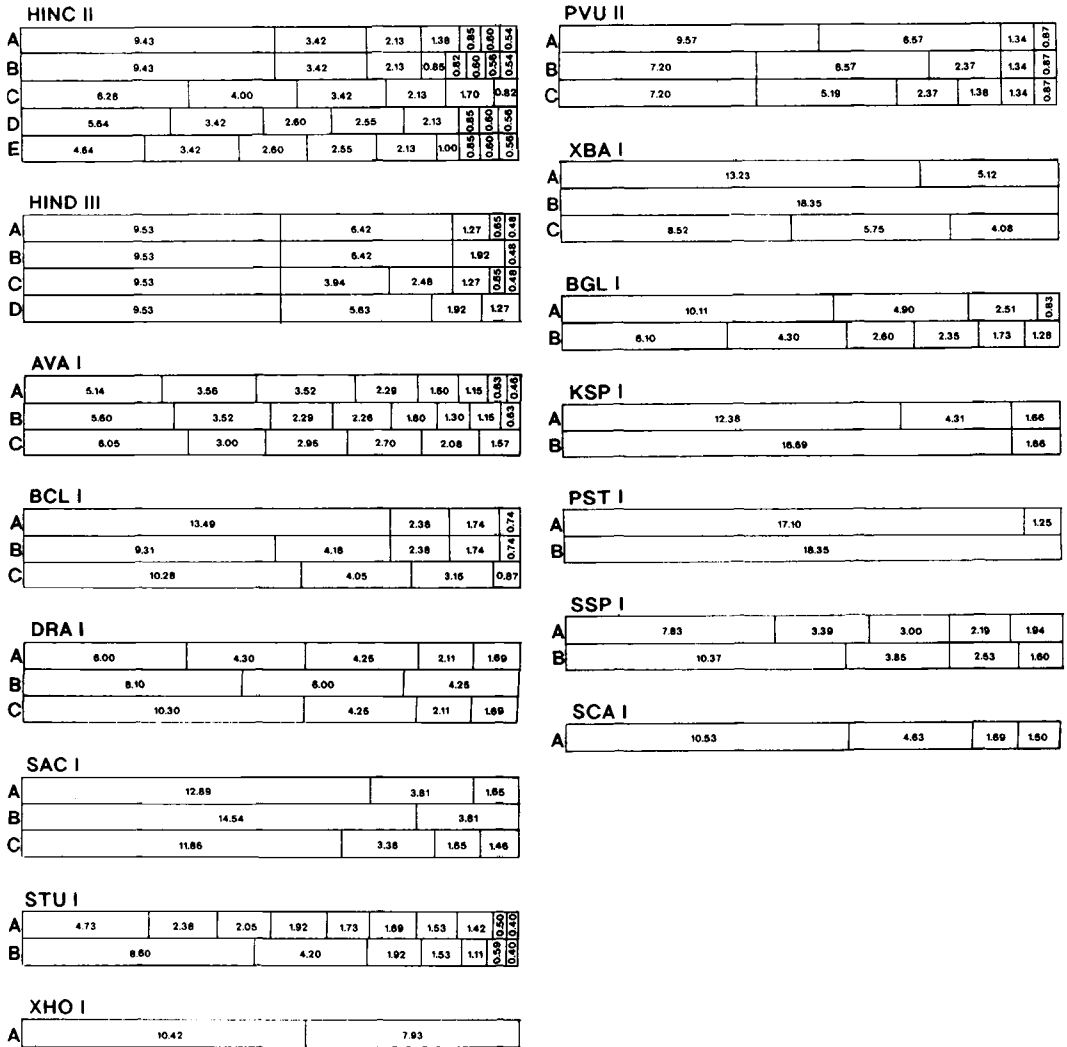 HINC II
A 9.43 3.42 2.13 1.38 0.85 0.60 0.54
B 9.43 3.42 2.13 0.85 0.82 0.60 0.56 0.54
C 6.28 4.00 3.42 2.13 1.70 0.82
D 5.64 3.42 2.60 2.55 2.13 0.85 0.60 0.56
E 4.64 3.42 2.60 2.55 2.13 1.00 0.85 0.60 0.56
HIND III
A 9.53 6.42 1.27 0.65 0.48
B 9.53 6.42 1.92 0.48
C 9.53 3.94 2.48 1.27 0.65 0.48
D 9.53 5.63 1.92 1.27
AVA I
A 5.14 3.56 3.52 2.29 1.60 1.15 0.63 0.46
B 5.60 3.52 2.29 2.26 1.60 1.30 1.15 0.63
C 6.05 3.00 2.95 2.70 2.08 1.57
BCL I
A 13.49 2.38 1.74 0.74
B 9.31 4.18 2.38 1.74 0.74
C 10.28 4.05 3.15 0.87
DRA I
A 6.00 4.30 4.25 2.11 1.69
B 8.10 6.00 4.25
C 10.30 4.25 2.11 1.69
SAC I
A 12.89 3.81 1.65
B 14.54 3.81
C 11.86 3.38 1.65 1.46
STU I
A 4.73 2.38 2.05 1.92 1.73 1.69 1.53 1.42 0.50 0.40
B 8.60 4.20 1.92 1.53 1.11 0.59 0.40
XHO I
A 10.42 7.93
PVU II
A 9.57 6.57 1.34 0.87
B 7.20 6.57 2.37 1.34 0.87
C 7.20 5.19 2.37 1.38 1.34 0.87
XBA I
A 13.23 5.12
B 18.35
C 8.52 5.75 4.08
BGL I
A 10.11 4.90 2.51 0.83
B 6.10 4.30 2.60 2.35 1.73 1.28
KSP I
A 12.38 4.31 1.66
B 16.69 1.66
PST I
A 17.10 1.25
B 18.35
SSP I
A 7.83 3.39 3.00 2.19 1.94
B 10.37 3.85 2.53 1.60
SCA I
A 10.53 4.63 1.69 1.50